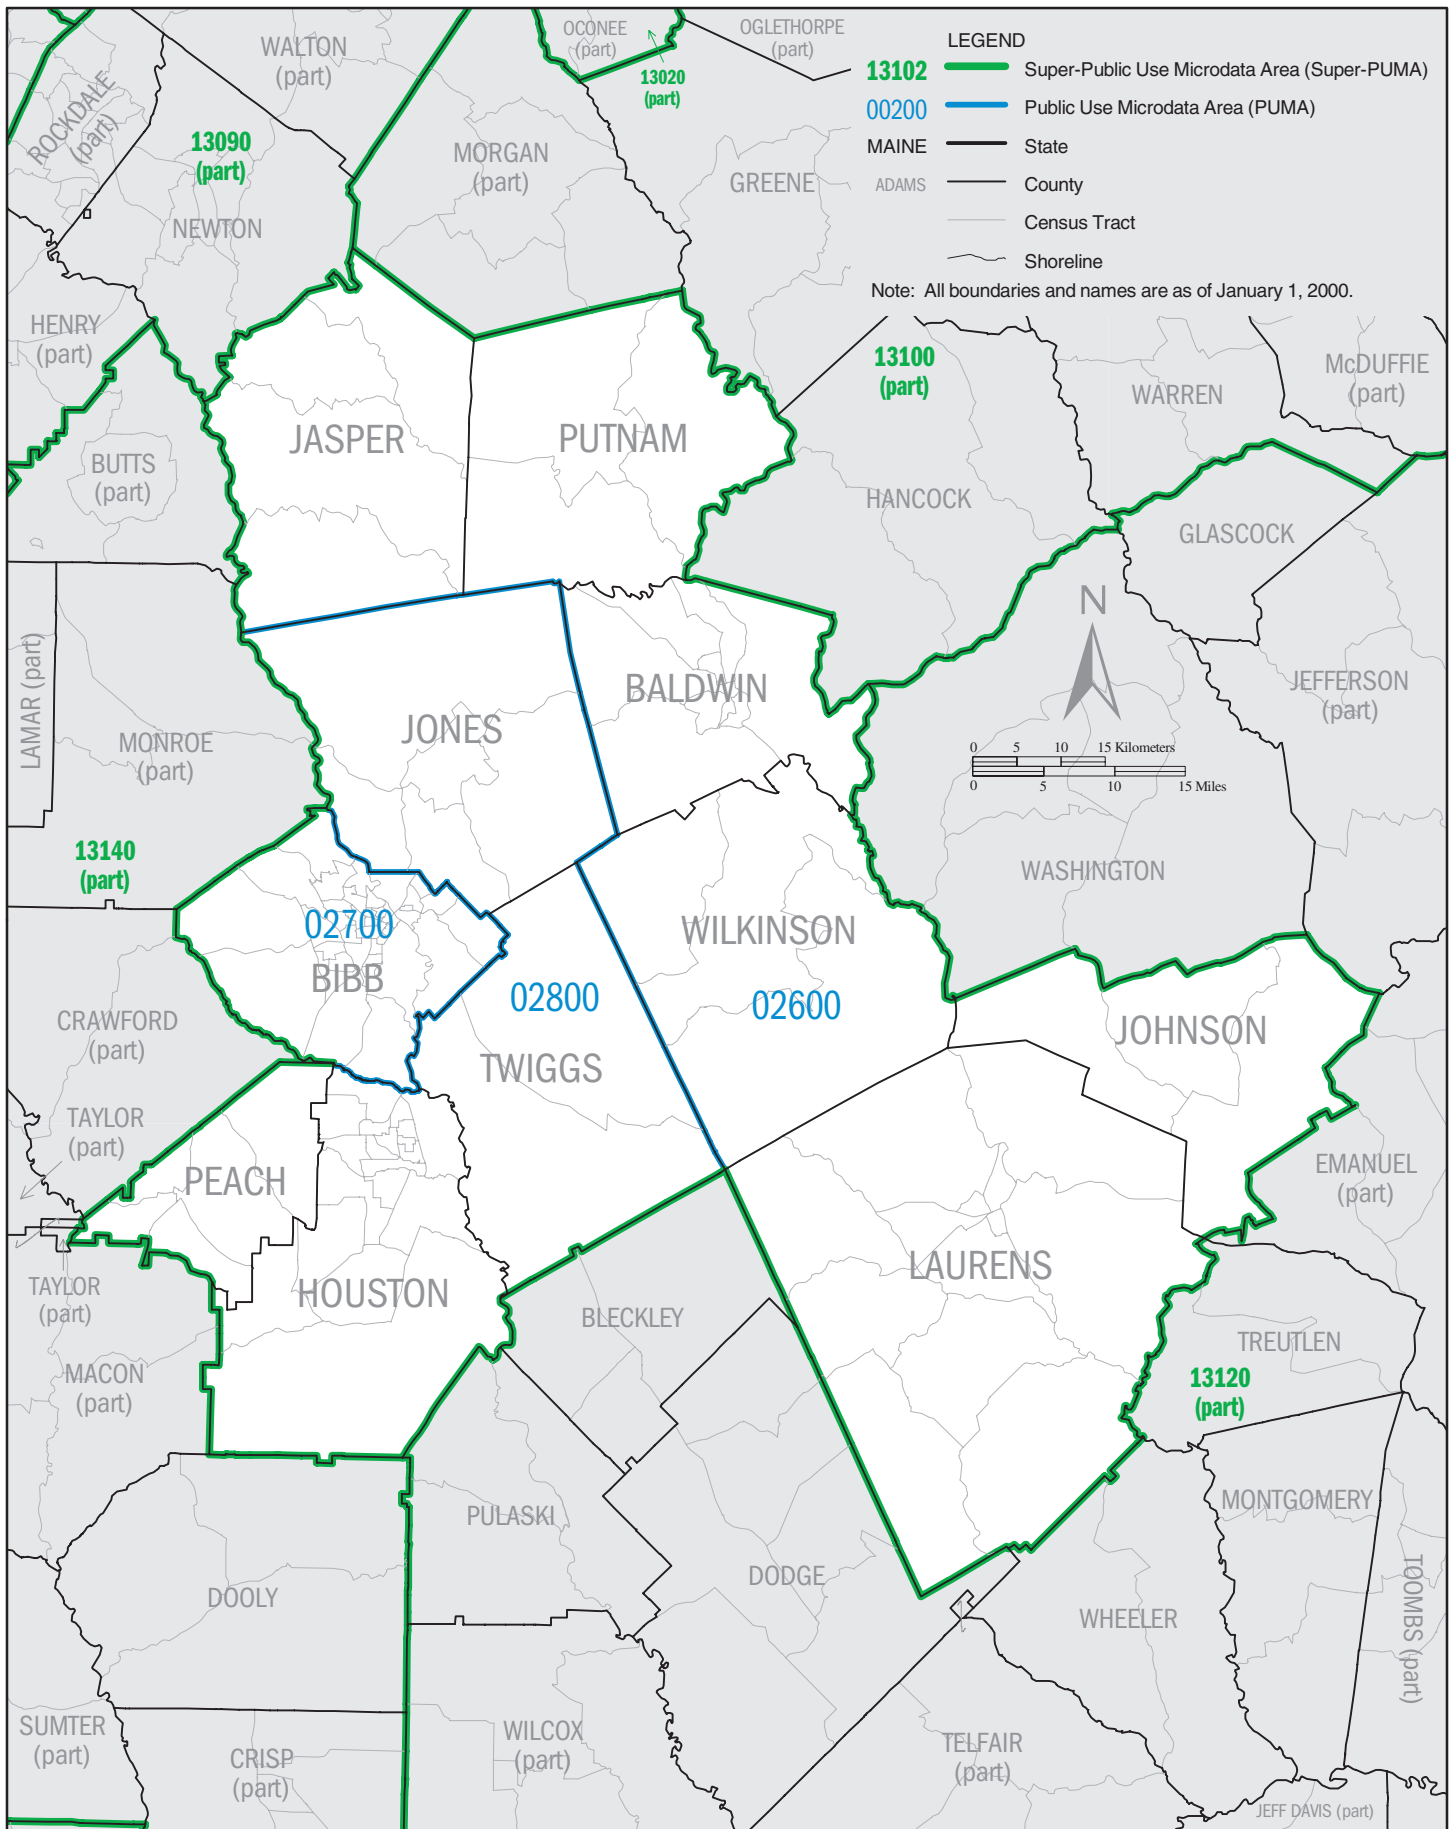 LEGEND
13102 Super-Public Use Microdata Area (Super-PUMA)
00200 Public Use Microdata Area (PUMA)
MAINE State
ADAMS County
Census Tract
Shoreline
Note: All boundaries and names are as of January 1, 2000.
WALTON
(part)
OCONEE
(part)
OGLETHORPE
(part)
13020
(part)
ROCKDALE
(part)
13090
(part)
MORGAN
(part)
GREENE
NEWTON
HENRY
(part)
13100
(part)
WARREN
McDUFFIE
(part)
JASPER
PUTNAM
BUTTS
(part)
HANCOCK
GLASCOCK
N
LAMAR (part)
MONROE
(part)
JONES
BALDWIN
JEFFERSON
(part)
0 5 10 15 Kilometers
0 5 10 15 Miles
13140
(part)
WASHINGTON
02700
BIBB
WILKINSON
02800
02600
CRAWFORD
(part)
JOHNSON
TWIGGS
TAYLOR
(part)
PEACH
EMANUEL
(part)
HOUSTON
LAURENS
TAYLOR
(part)
BLECKLEY
TREUTLEN
MACON
(part)
13120
(part)
PULASKI
MONTGOMERY
DODGE
DOOLY
WHEELER
TOOMBS (part)
SUMTER
(part)
CRISP
(part)
WILCOX
(part)
TELFAIR
(part)
JEFF DAVIS (part)